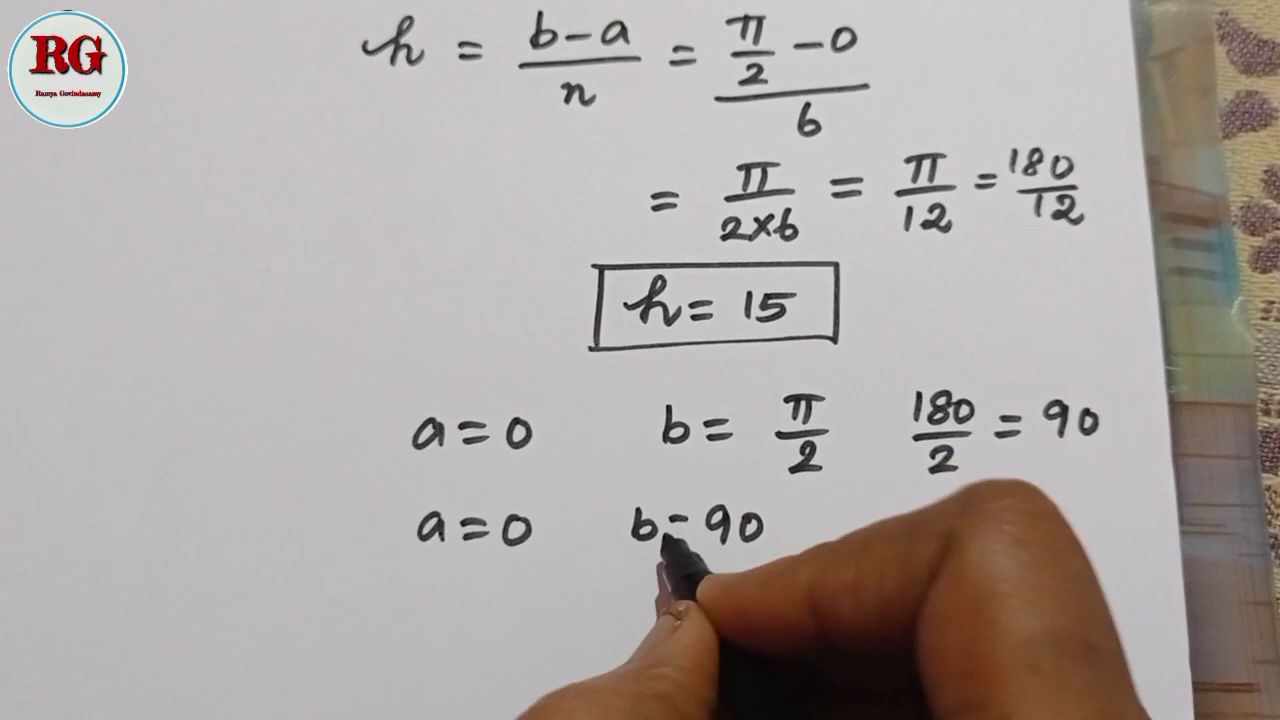 RG
Ramya Govindasamy
h = b-a/n = π/2 - 0/6
= π/2×6 = π/12 = 180/12
h = 15
a = 0 b = π/2 180/2 = 90
a = 0 b = 90